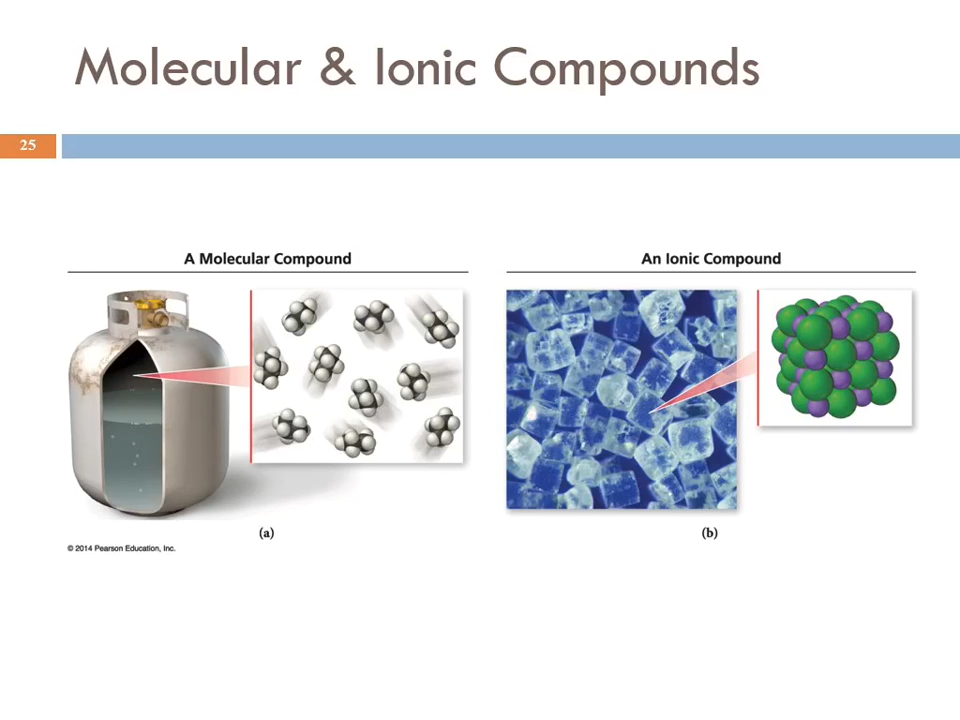 Molecular & Ionic Compounds
25
A Molecular Compound
An Ionic Compound
(a)
(b)
© 2014 Pearson Education, Inc.